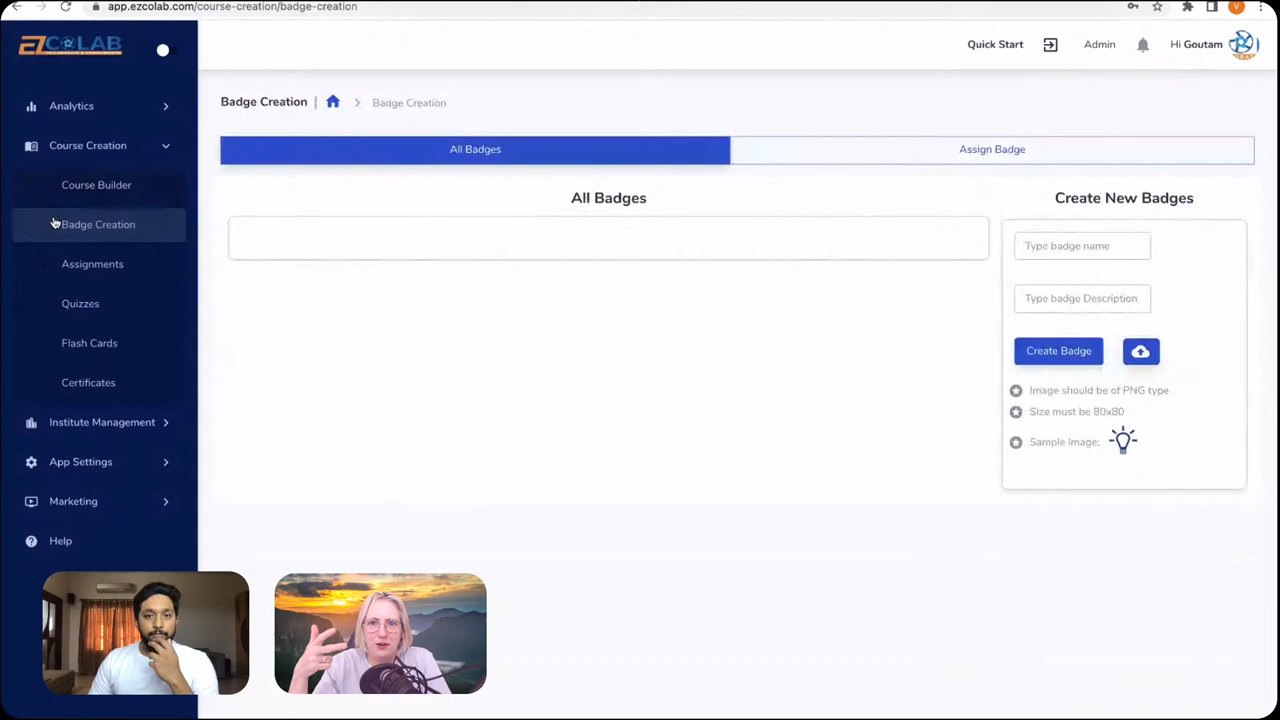 app.ezcolab.com/course-creation/badge-creation
V
EZCOLAB
Quick Start
Admin
Hi Goutam
Analytics
Course Creation
Course Builder
Badge Creation
Assignments
Quizzes
Flash Cards
Certificates
Institute Management
App Settings
Marketing
Help
Badge Creation |
Badge Creation
All Badges
Assign Badge
All Badges
Create New Badges
Type badge name
Type badge Description
Create Badge
Image should be of PNG type
Size must be 80x80
Sample Image: